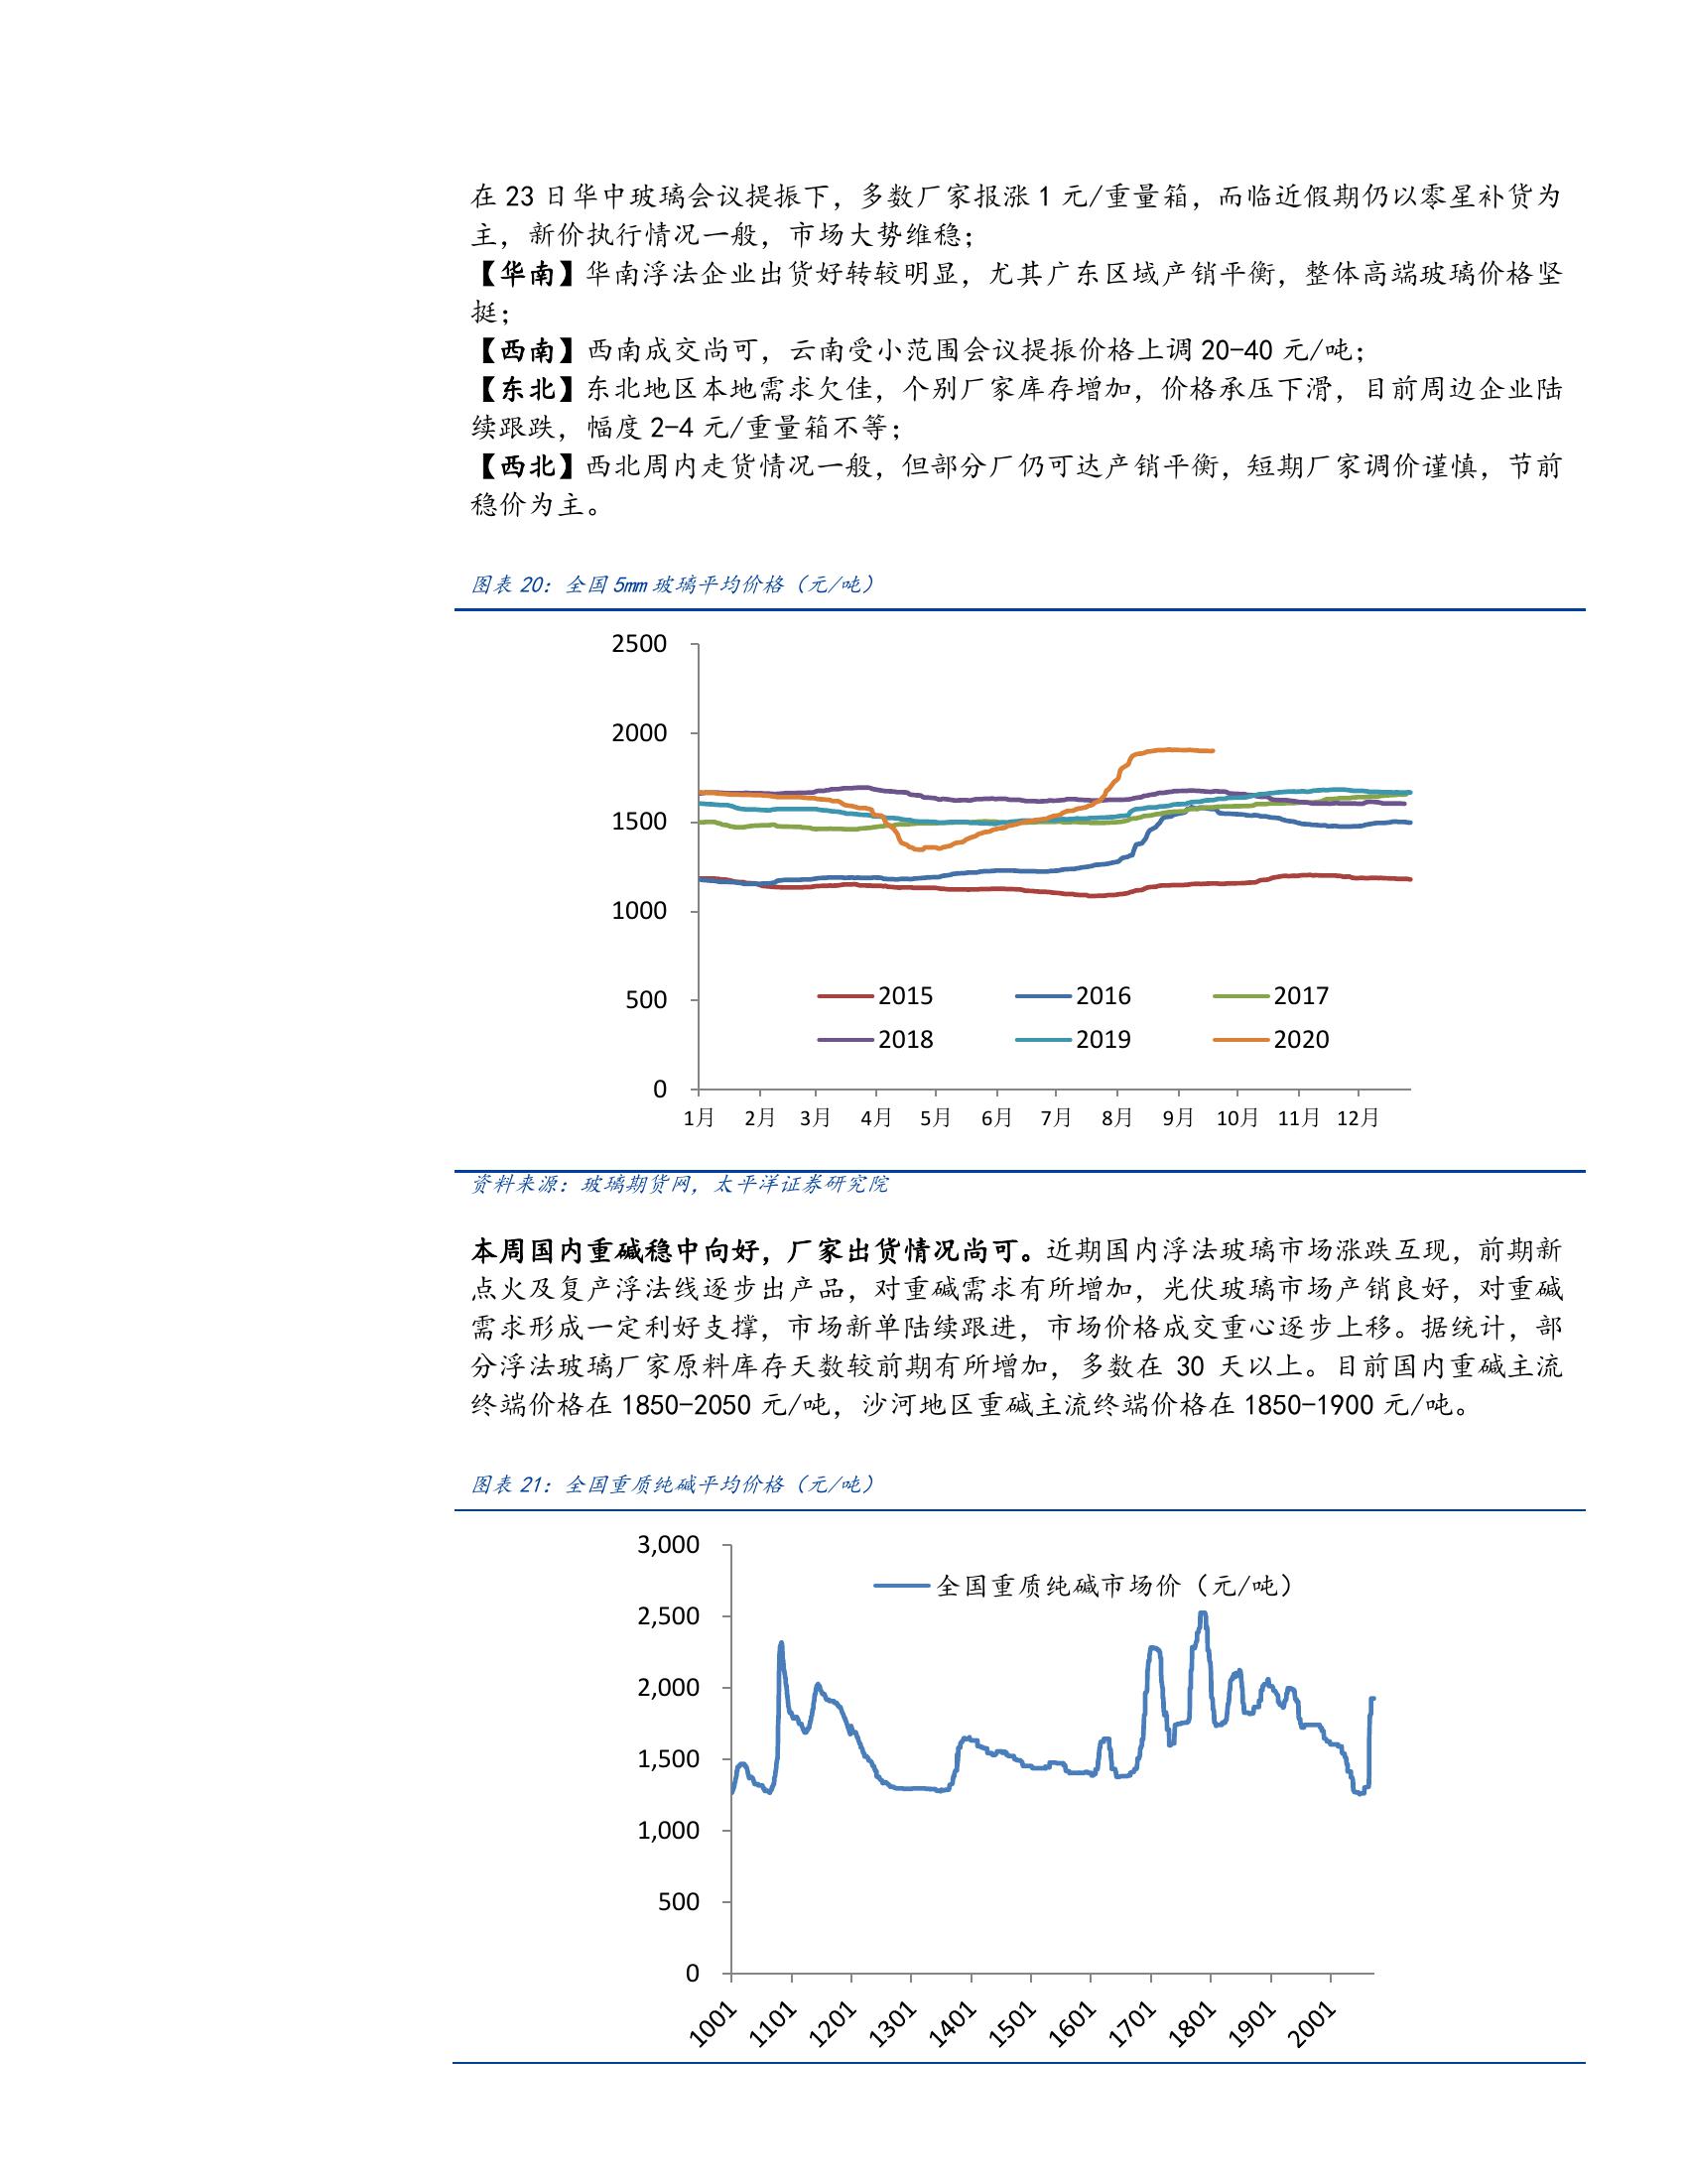 在 23 日华中玻璃会议提振下，多数厂家报涨 1 元/重量箱，而临近假期仍以零星补货为
主，新价执行情况一般，市场大势维稳；
【华南】华南浮法企业出货好转较明显，尤其广东区域产销平衡，整体高端玻璃价格坚
挺；
【西南】西南成交尚可，云南受小范围会议提振价格上调 20-40 元/吨；
【东北】东北地区本地需求欠佳，个别厂家库存增加，价格承压下滑，目前周边企业陆
续跟跌，幅度 2-4 元/重量箱不等；
【西北】西北周内走货情况一般，但部分厂仍可达产销平衡，短期厂家调价谨慎，节前
稳价为主。
图表 20：全国 5mm 玻璃平均价格（元/吨）
2500
2000
1500
1000
500
0
2015 2016 2017
2018 2019 2020
1月 2月 3月 4月 5月 6月 7月 8月 9月 10月 11月 12月
资料来源：玻璃期货网，太平洋证券研究院
本周国内重碱稳中向好，厂家出货情况尚可。近期国内浮法玻璃市场涨跌互现，前期新
点火及复产浮法线逐步出产品，对重碱需求有所增加，光伏玻璃市场产销良好，对重碱
需求形成一定利好支撑，市场新单陆续跟进，市场价格成交重心逐步上移。据统计，部
分浮法玻璃厂家原料库存天数较前期有所增加，多数在 30 天以上。目前国内重碱主流
终端价格在 1850-2050 元/吨，沙河地区重碱主流终端价格在 1850-1900 元/吨。
图表 21：全国重质纯碱平均价格（元/吨）
全国重质纯碱市场价（元/吨）
3,000
2,500
2,000
1,500
1,000
500
0
1001 1101 1201 1301 1401 1501 1601 1701 1801 1901 2001